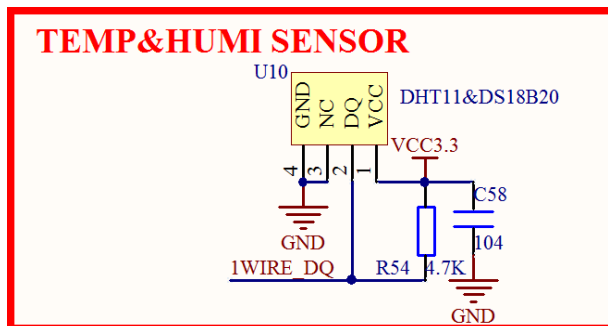 TEMP&HUMI SENSOR
U10
GND
NC
DQ
VCC
DHT11&DS18B20
4
3
2
1
VCC3.3
C58
104
GND
1WIRE_DQ
R54
4.7K
GND